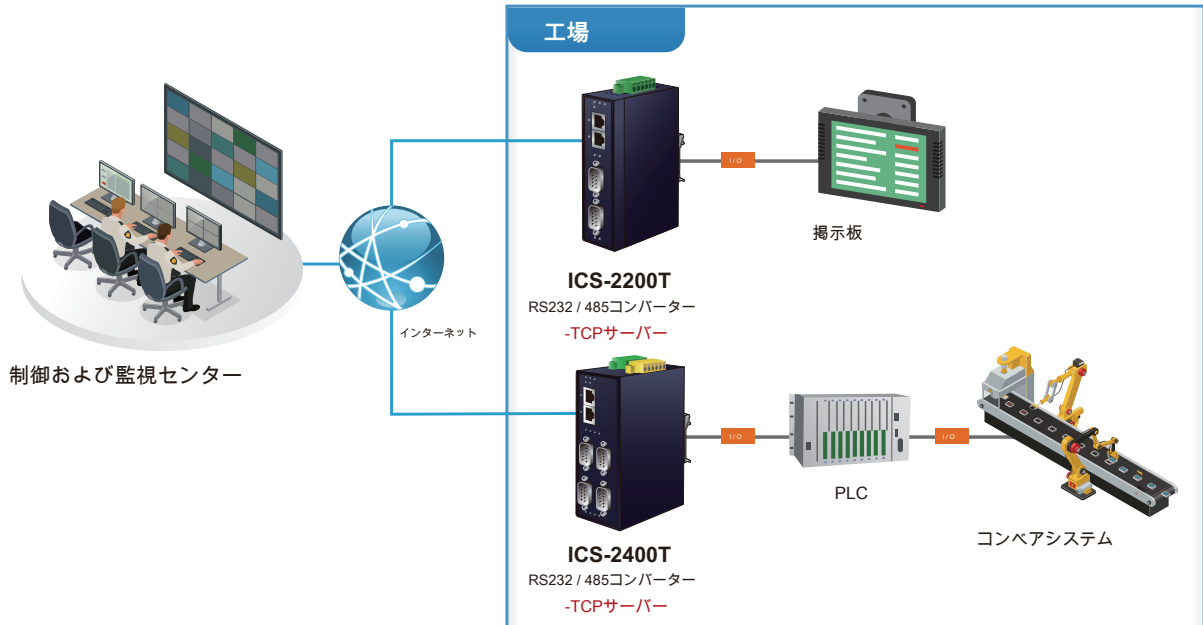 工場
I/O
掲示板
ICS-2200T
RS232 / 485コンバーター
-TCPサーバー
インターネット
制御および監視センター
I/O
I/O
PLC
コンベアシステム
ICS-2400T
RS232 / 485コンバーター
-TCPサーバー